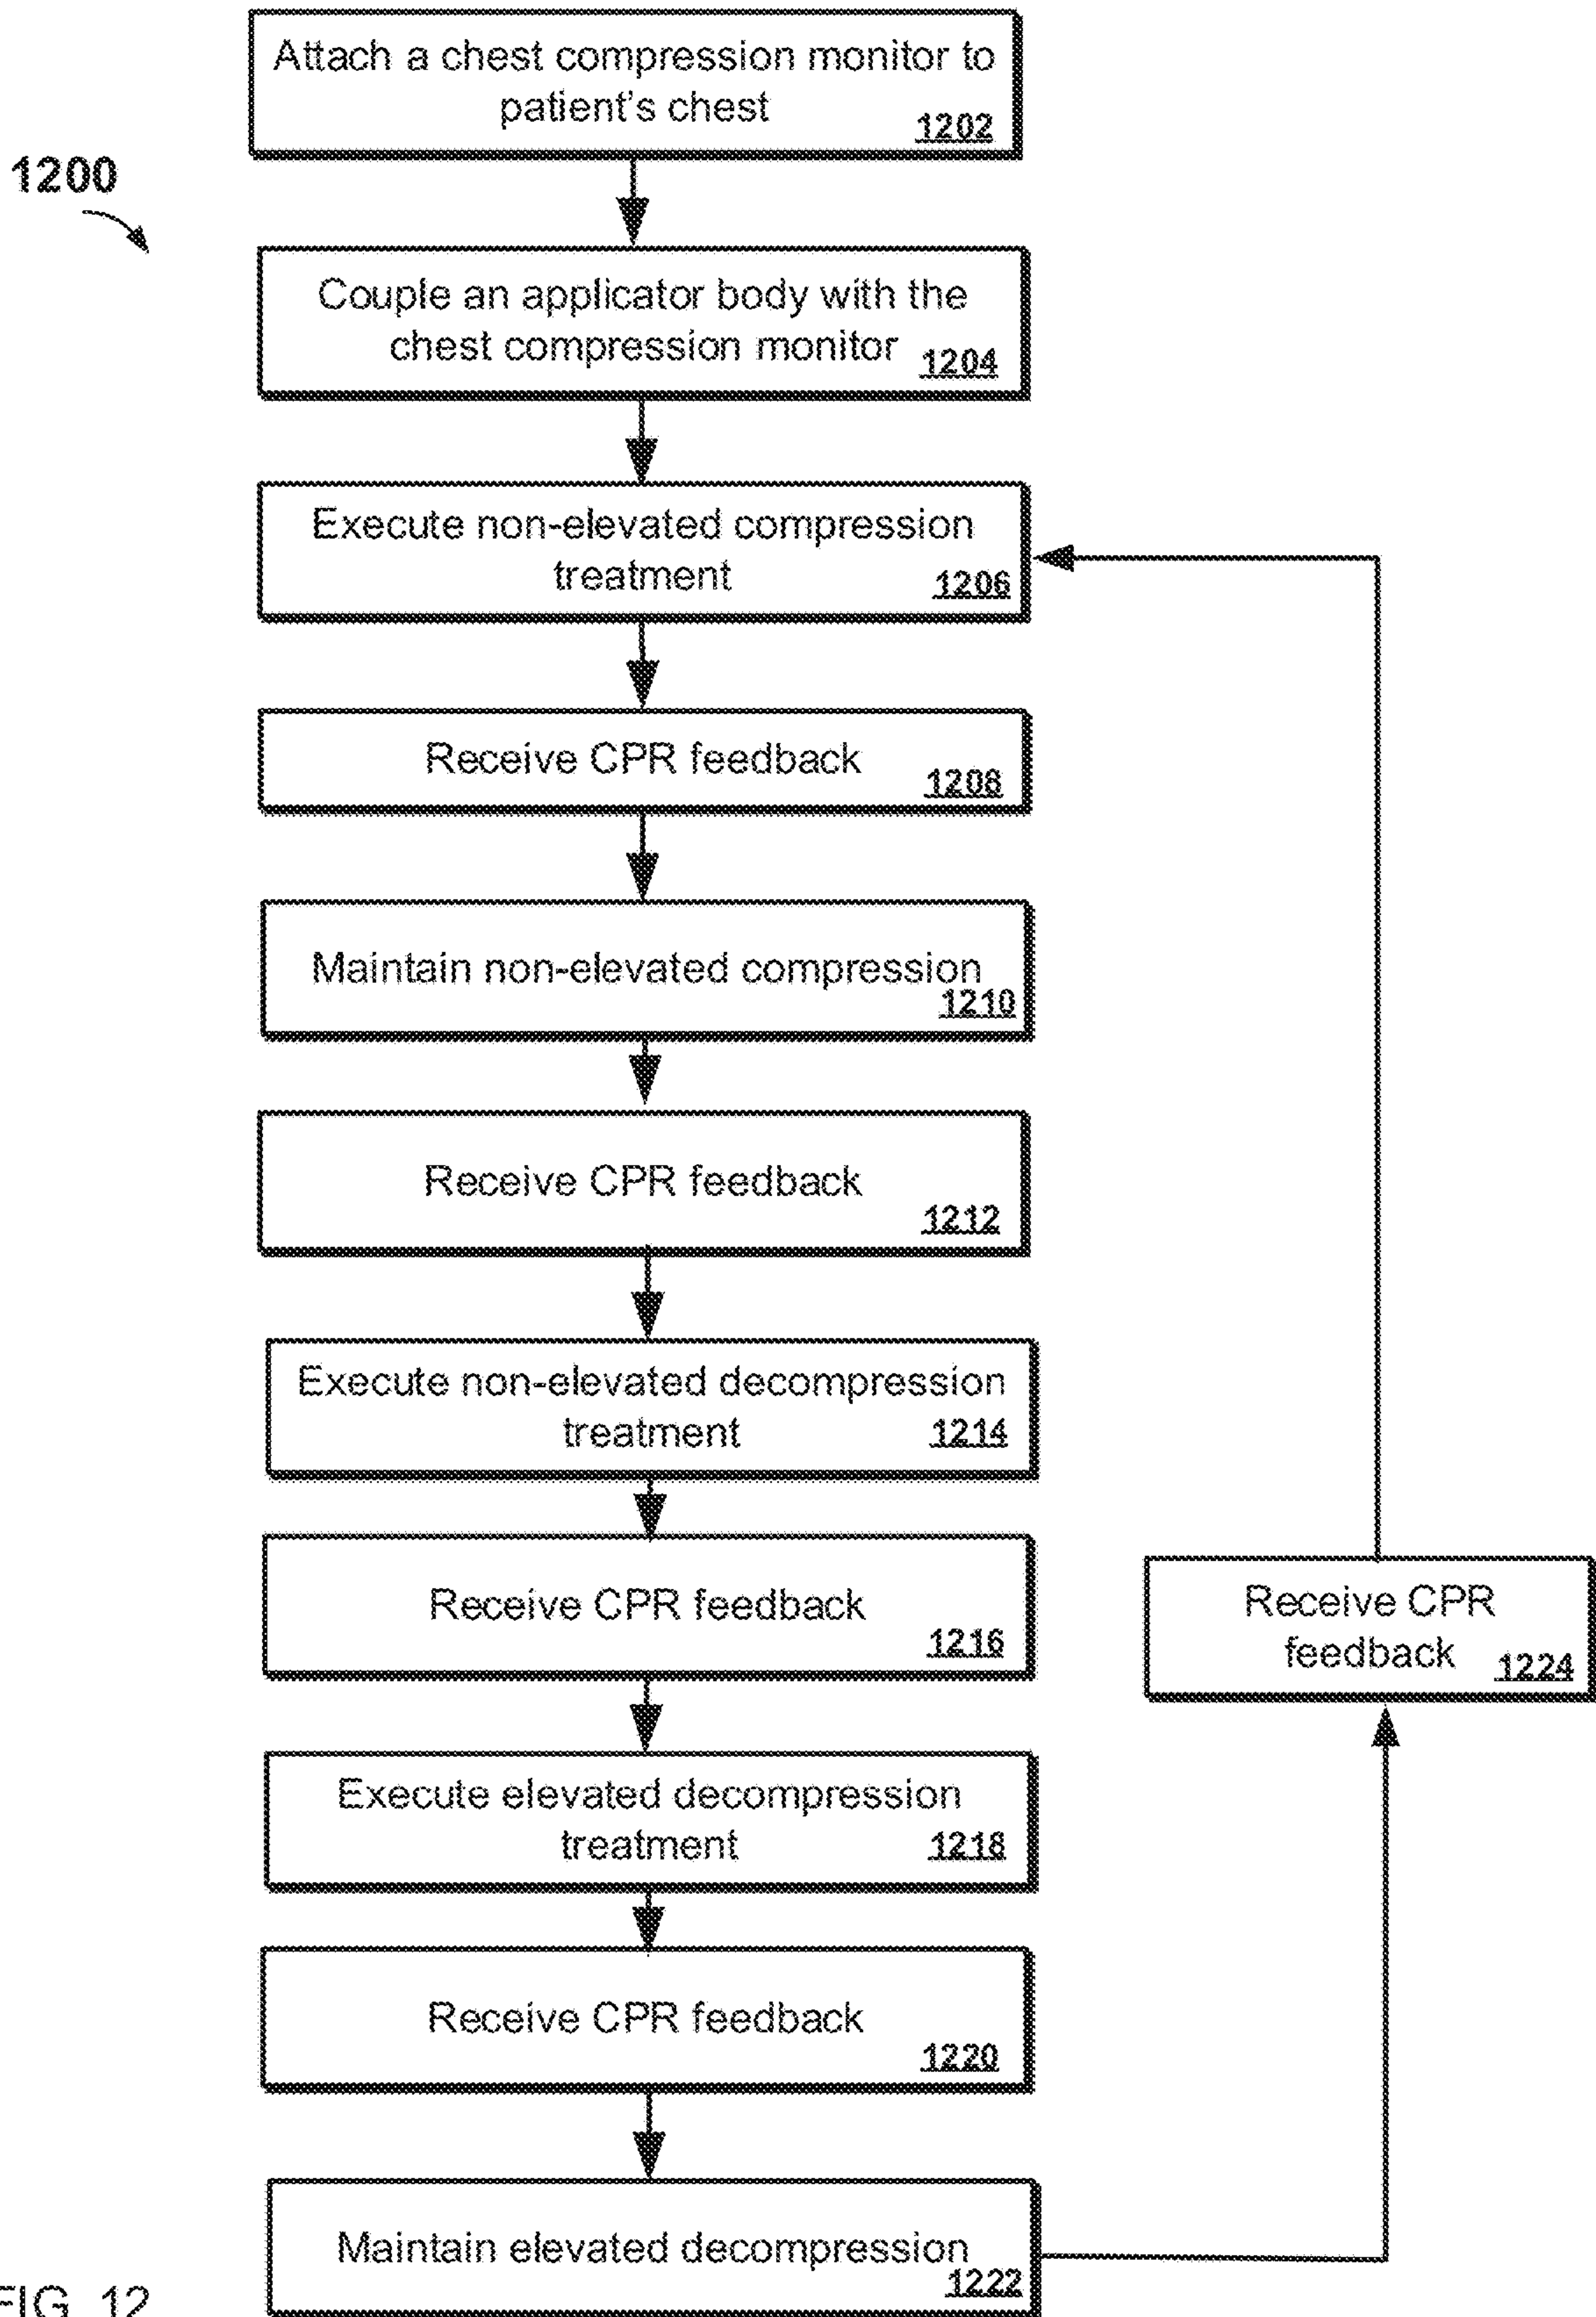 Attach a chest compression monitor to
patient's chest
1202
1200
Couple an applicator body with the
chest compression monitor
1204
Execute non-elevated compression
treatment
1206
Receive CPR feedback
1208
Maintain non-elevated compression
1210
Receive CPR feedback
1212
Execute non-elevated decompression
treatment
1214
Receive CPR feedback
1216
Receive CPR
feedback
1224
Execute elevated decompression
treatment
1218
Receive CPR feedback
1220
Maintain elevated decompression
1222
FIG. 12